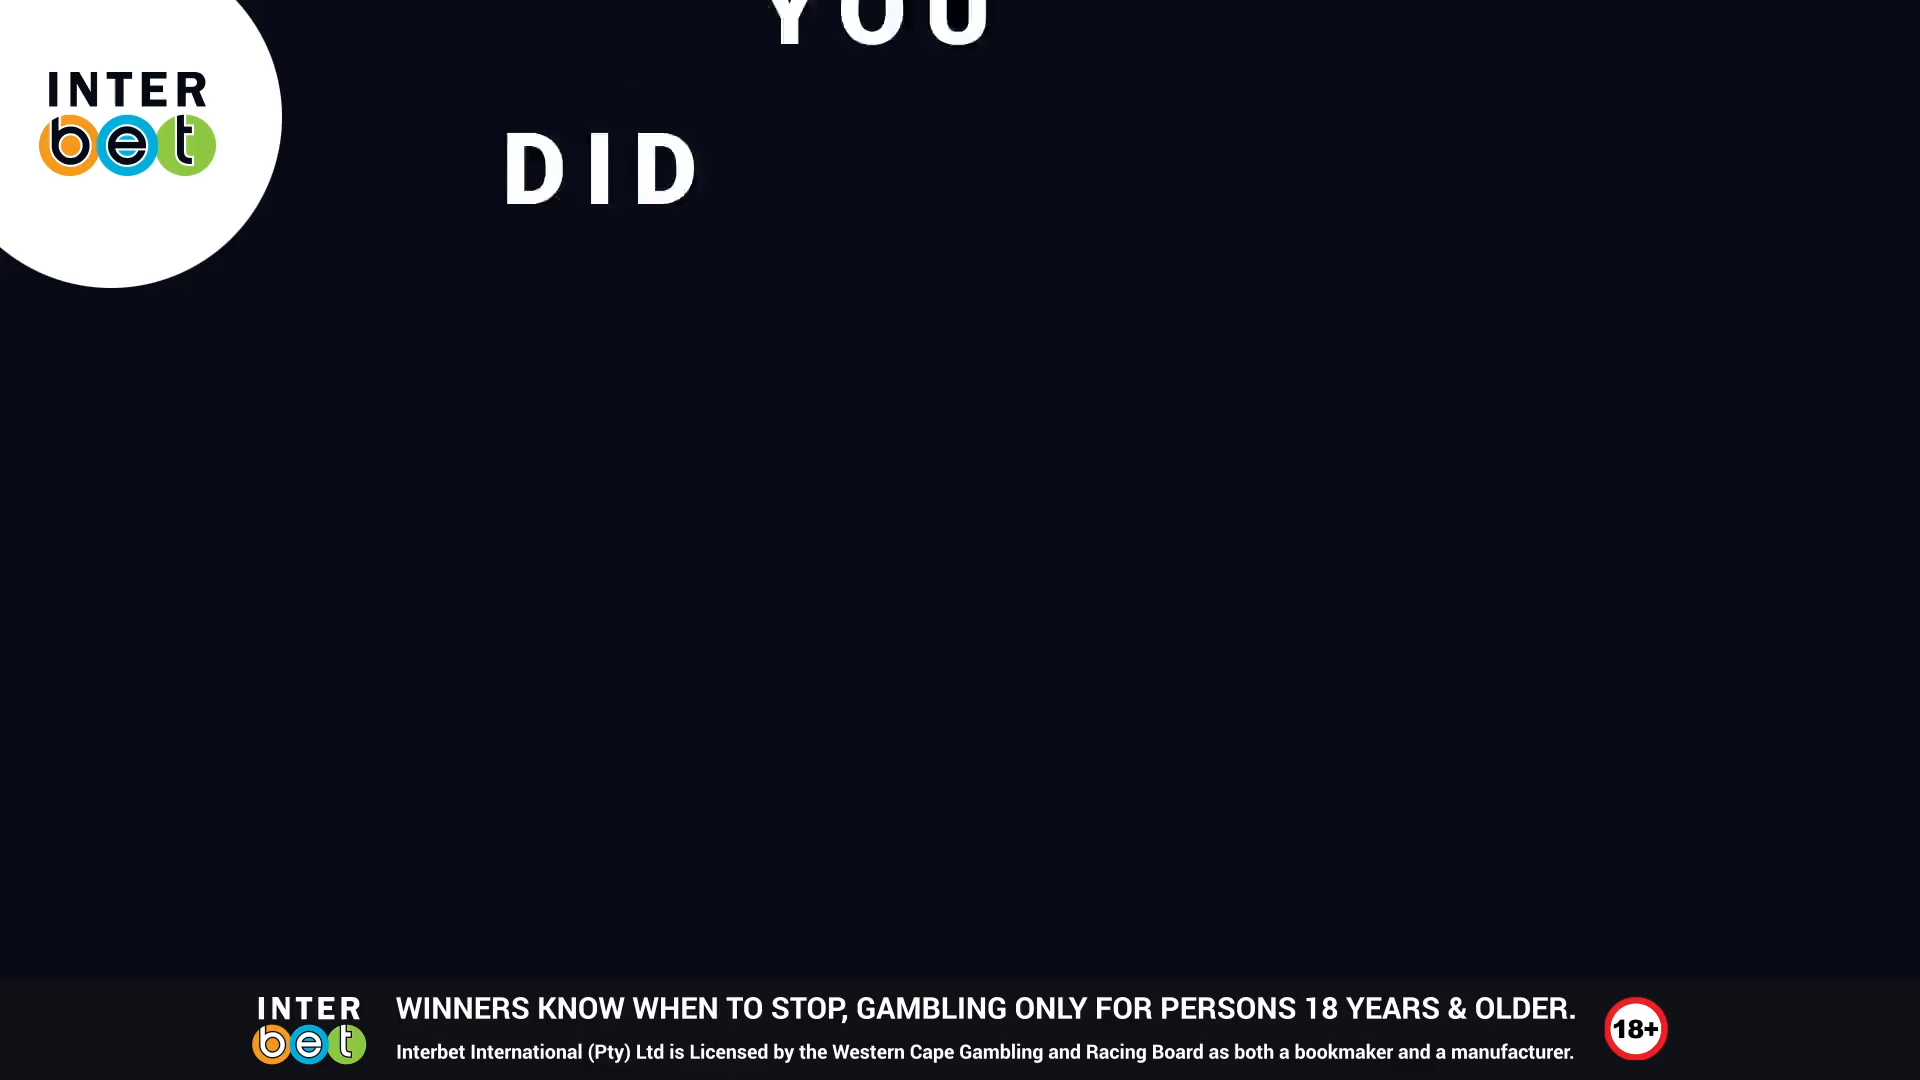 YOU
INTER
bet
DID
INTER
bet
WINNERS KNOW WHEN TO STOP, GAMBLING ONLY FOR PERSONS 18 YEARS & OLDER.
18+
Interbet International (Pty) Ltd is Licensed by the Western Cape Gambling and Racing Board as both a bookmaker and a manufacturer.